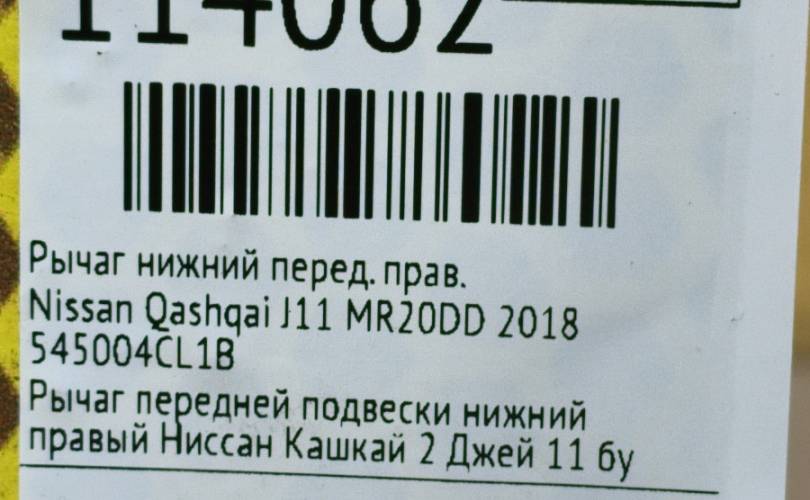 114062
Рычаг нижний перед. прав.
Nissan Qashqai J11 MR20DD 2018
545004CL1B
Рычаг передней подвески нижний
правый Ниссан Кашкай 2 Джей 11 бу